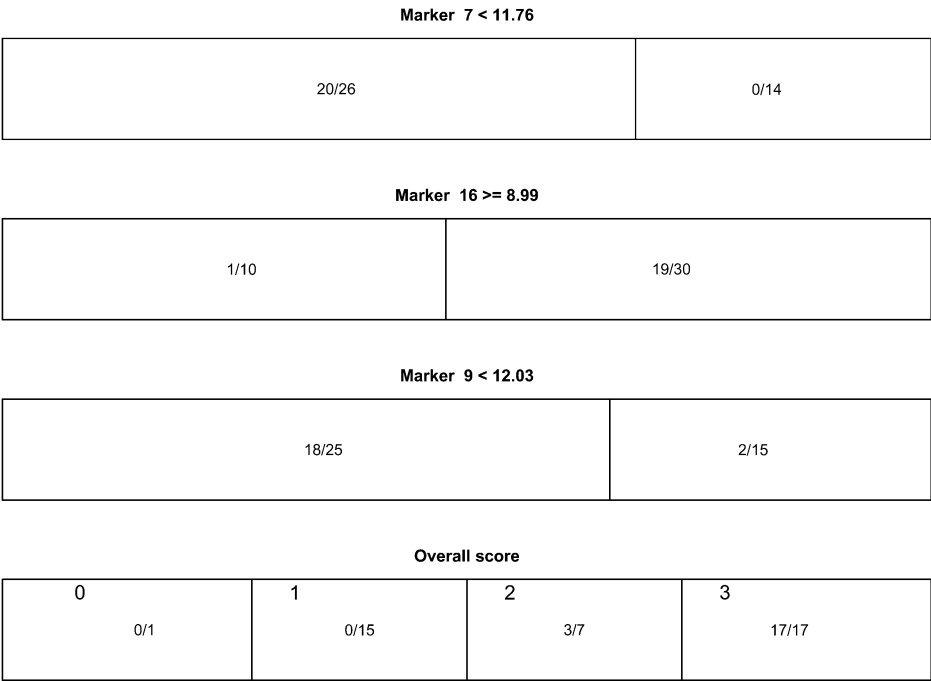 Marker 7 < 11.76
20/26 0/14
Marker 16 >= 8.99
1/10 19/30
Marker 9 < 12.03
18/25 2/15
Overall score
0 1 2 3
0/1 0/15 3/7 17/17